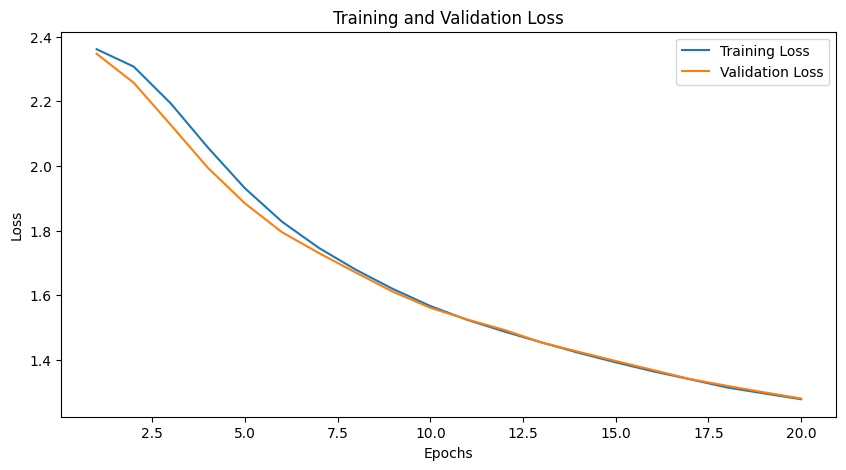 Training and Validation Loss
Training Loss
Validation Loss
Loss
2.4
2.2
2.0
1.8
1.6
1.4
2.5
5.0
7.5
10.0
12.5
15.0
17.5
20.0
Epochs